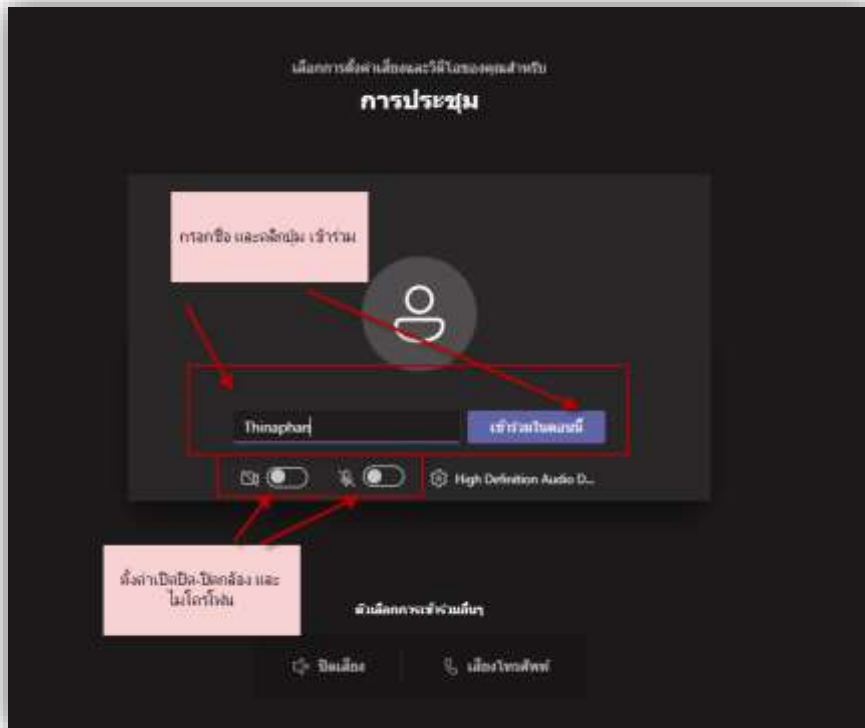 เลือกการตั้งค่าเสียงและวิดีโอของคุณสำหรับ
การประชุม
กรอกชื่อ และคลิกปุ่ม เข้าร่วม
Thinaphan
เข้าร่วมในตอนนี้
High Definition Audio D...
ตั้งค่าเปิดปิด-ปิดกล้อง และ
ไมโครโฟน
ตัวเลือกการเข้าร่วมอื่นๆ
ปิดเสียง
เสียงโทรศัพท์